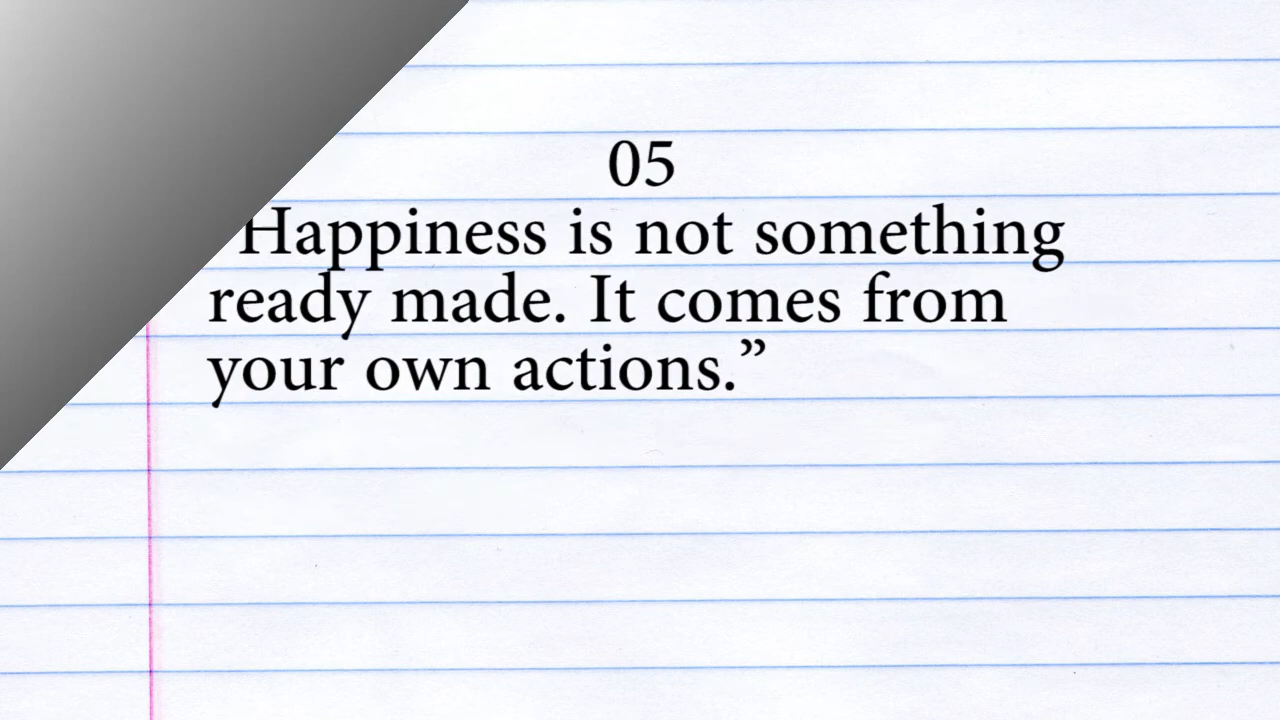 05
Happiness is not something
ready made. It comes from
your own actions.”